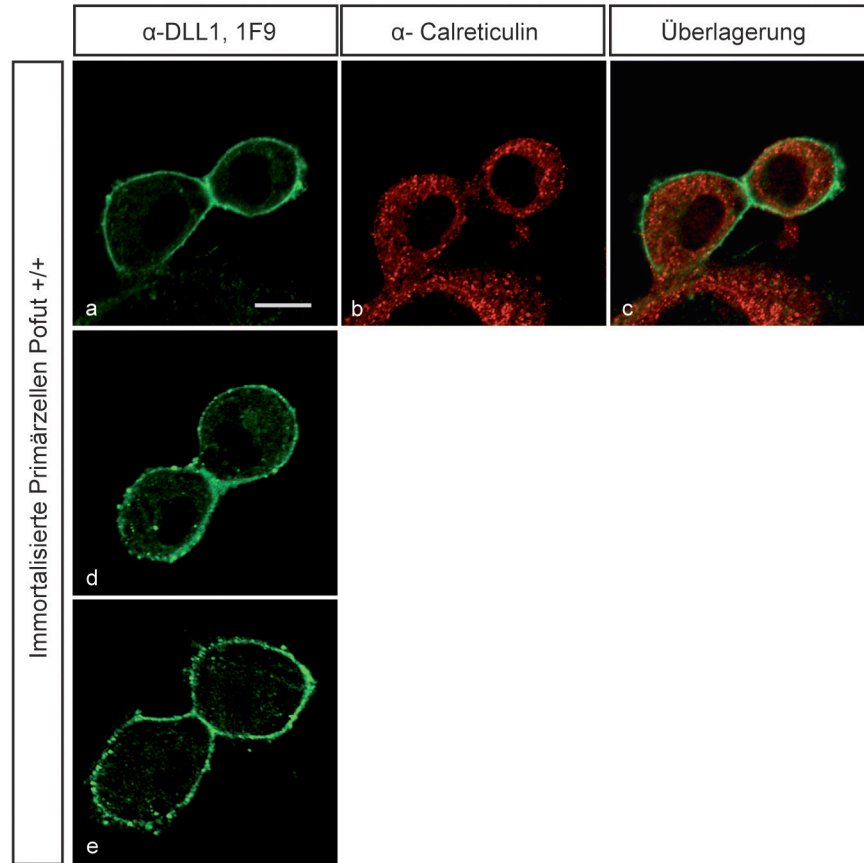 α-DLL1, 1F9
α- Calreticulin
Überlagerung
Immortalisierte Primärzellen Pofut +/+
a
b
c
d
e